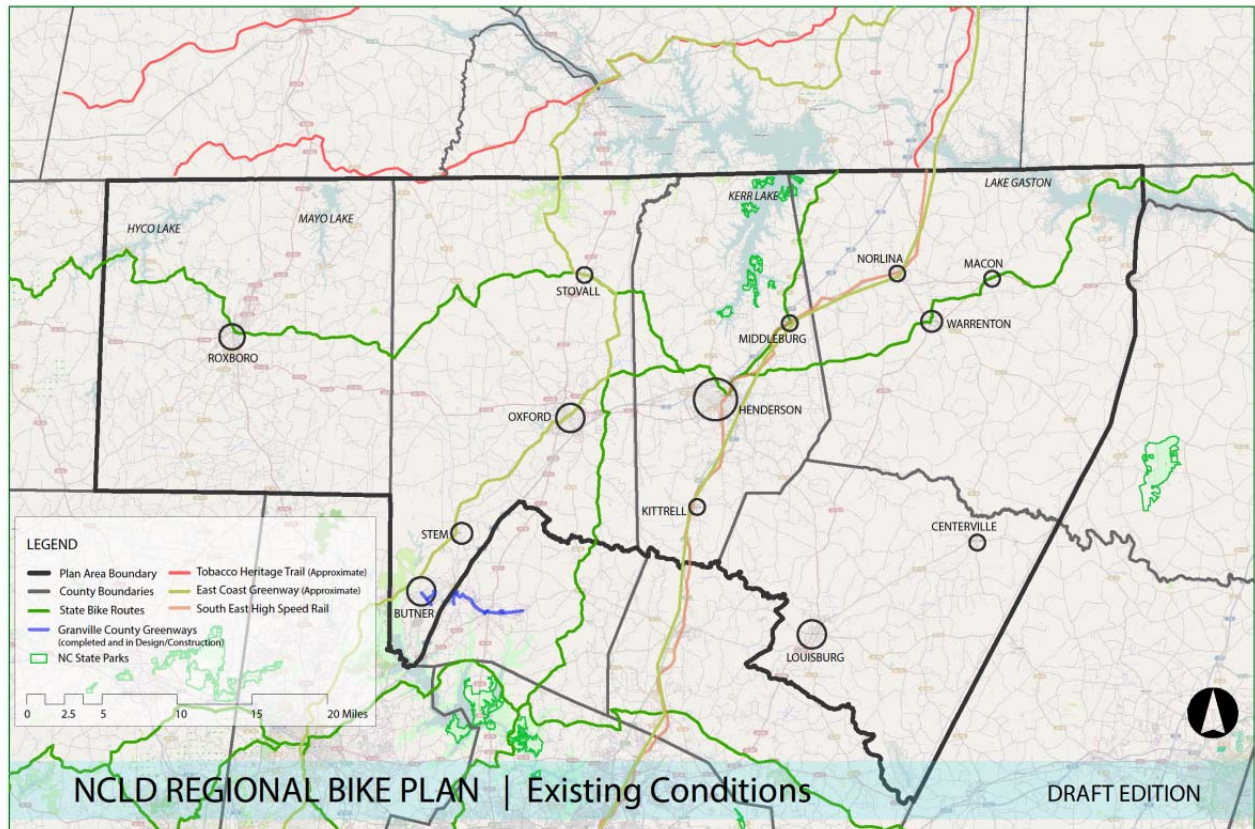 HYCO LAKE
MAYO LAKE
KERR LAKE
LAKE GASTON
STOVALL
NORLINA
MACON
MIDDLEBURG
WARRENTON
ROXBORO
OXFORD
HENDERSON
KITTRELL
STEM
CENTERVILLE
BUTNER
LOUISBURG
LEGEND
Plan Area Boundary
County Boundaries
State Bike Routes
Granville County Greenways
(completed and in Design/Construction)
NC State Parks
Tobacco Heritage Trail (Approximate)
East Coast Greenway (Approximate)
South East High Speed Rail
0 2.5 5 10 15 20 Miles
NCLD REGIONAL BIKE PLAN | Existing Conditions
DRAFT EDITION